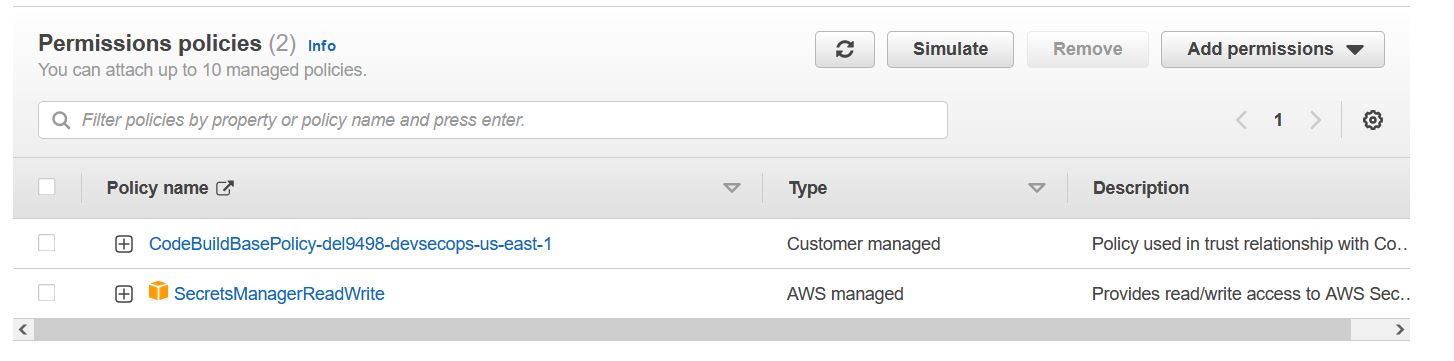 Permissions policies (2) Info
You can attach up to 10 managed policies.
Simulate Remove Add permissions
Filter policies by property or policy name and press enter.
1
Policy name Type Description
CodeBuildBasePolicy-del9498-devsecops-us-east-1 Customer managed Policy used in trust relationship with Co…
SecretsManagerReadWrite AWS managed Provides read/write access to AWS Sec…